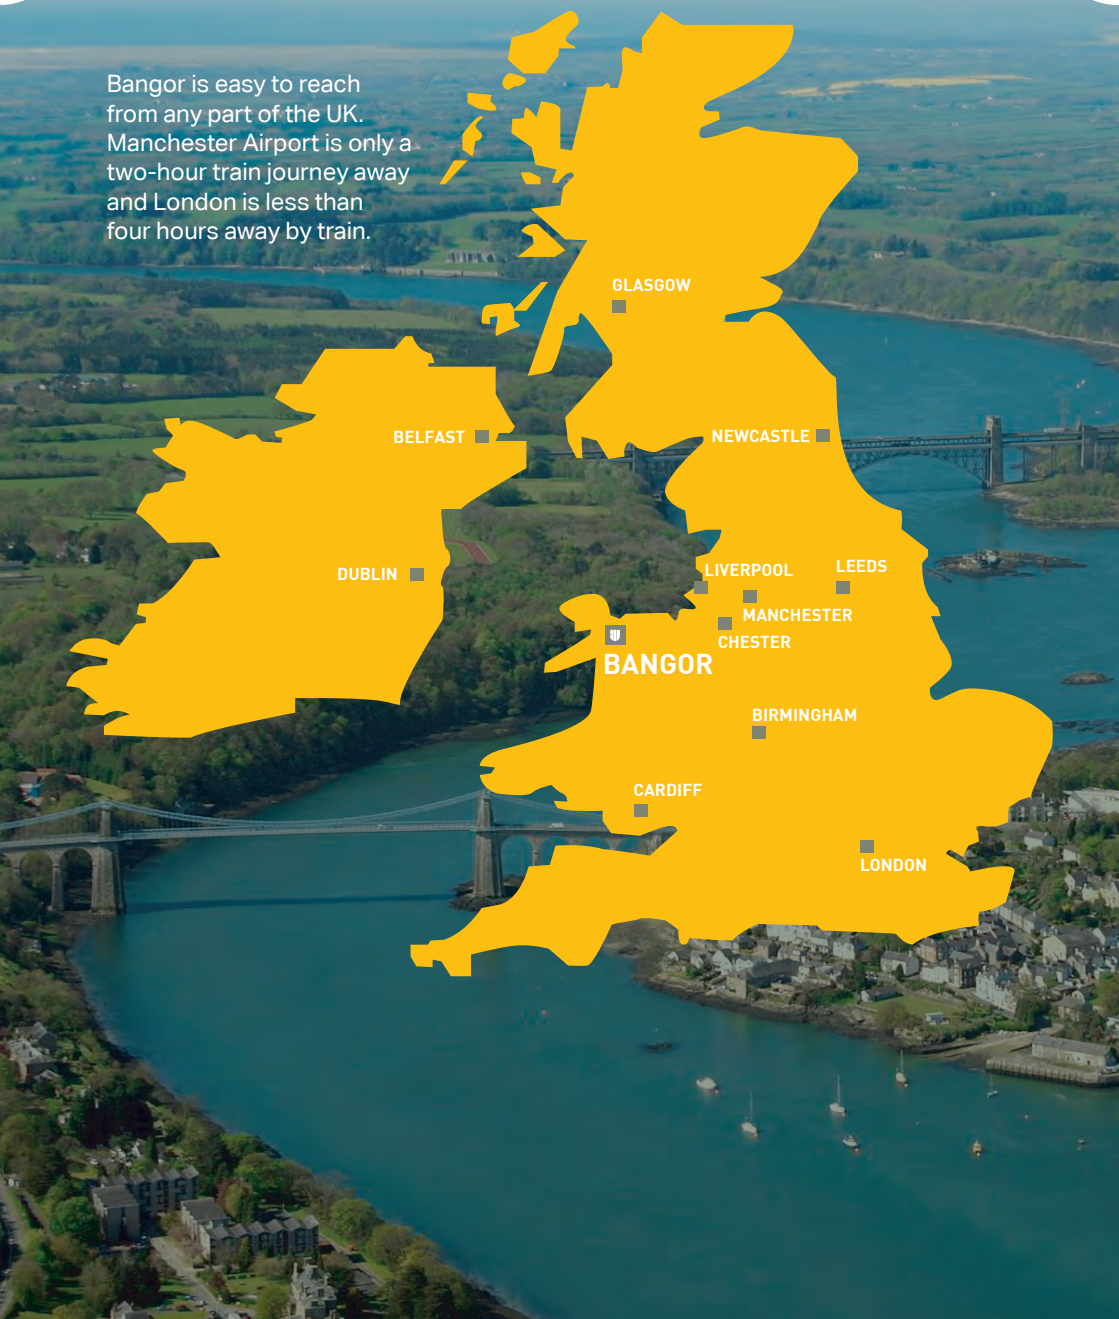 Bangor is easy to reach
from any part of the UK.
Manchester Airport is only a
two-hour train journey away
and London is less than
four hours away by train.
GLASGOW
BELFAST
NEWCASTLE
DUBLIN
LIVERPOOL
LEEDS
MANCHESTER
CHESTER
BANGOR
BIRMINGHAM
CARDIFF
LONDON